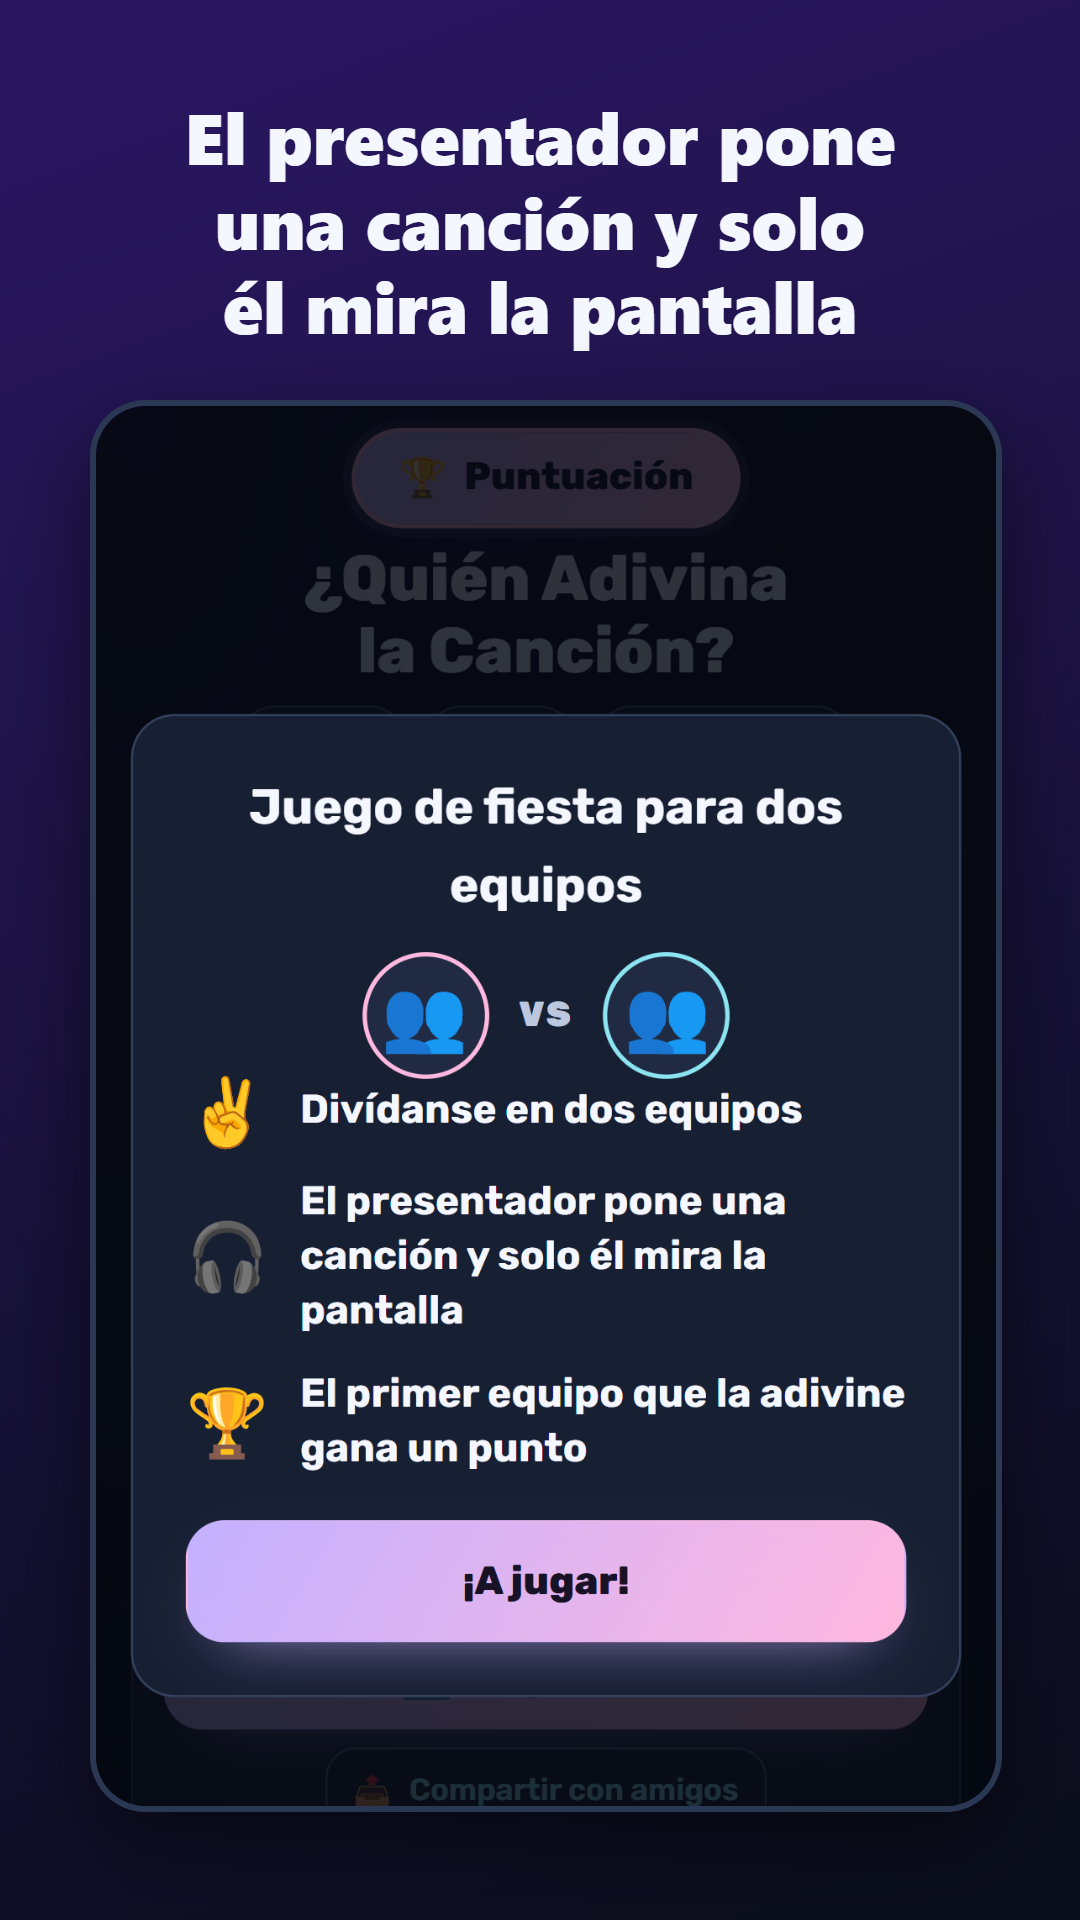 El presentador pone
una canción y solo
él mira la pantalla
Puntuación
¿Quién Adivina
la Canción?
Juego de fiesta para dos
equipos
vs
Divídanse en dos equipos
El presentador pone una
canción y solo él mira la
pantalla
El primer equipo que la adivine
gana un punto
¡A jugar!
Compartir con amigos